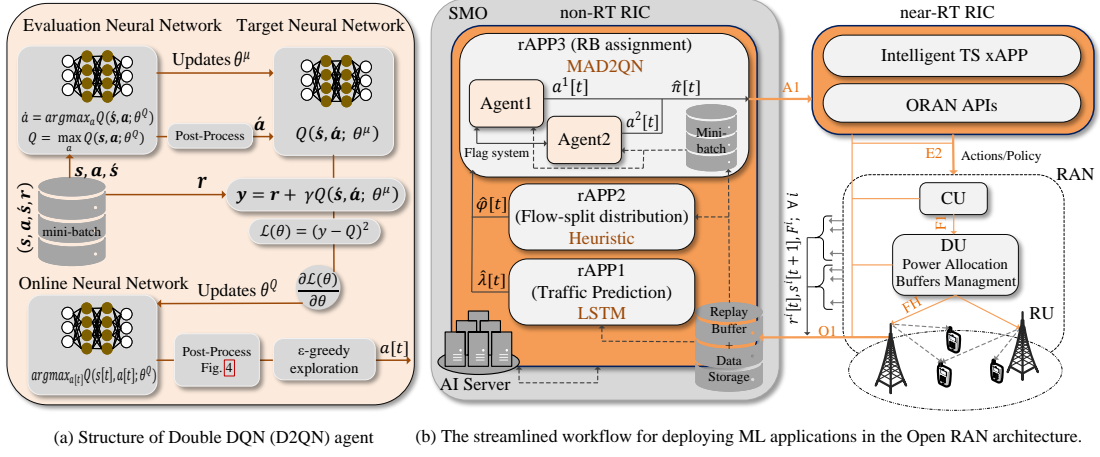 Evaluation Neural Network
Target Neural Network
Updates θ^μ
ȧ = argmax_a Q(ś, a; θ^Q)
Q = max_a Q(s, a; θ^Q)
Post-Process
á
Q(ś, á; θ^μ)
s, a, ś
(s, a, ś, r)
mini-batch
r
y = r + γQ(ś, á; θ^μ)
ℒ(θ) = (y − Q)^2
∂ℒ(θ)
∂θ
Online Neural Network
Updates θ^Q
argmax_a[t] Q(s[t], a[t]; θ^Q)
Post-Process
Fig. 4
ε-greedy
exploration
a[t]
(a) Structure of Double DQN (D2QN) agent
SMO
non-RT RIC
rAPP3 (RB assignment)
MAD2QN
Agent1
a^1[t]
π̂[t]
Agent2
a^2[t]
Flag system
Mini-
batch
rAPP2
(Flow-split distribution)
Heuristic
φ̂[t]
rAPP1
(Traffic Prediction)
LSTM
λ̂[t]
AI Server
Replay
Buffer
+
Data
Storage
near-RT RIC
Intelligent TS xAPP
ORAN APIs
A1
E2
Actions/Policy
RAN
CU
F1
DU
Power Allocation
Buffers Managment
FH
RU
O1
r^i[t], s^i[t + 1], F^i; ∀ i
(b) The streamlined workflow for deploying ML applications in the Open RAN architecture.